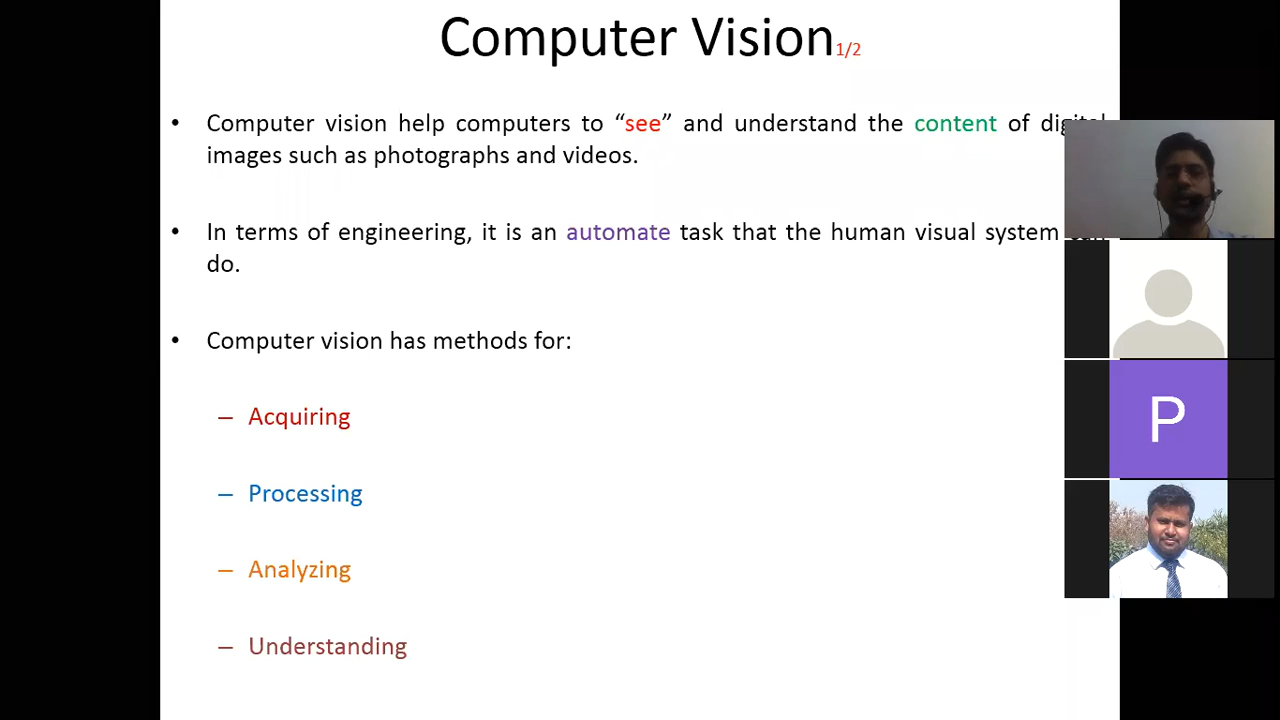 Computer Vision1/2
• Computer vision help computers to “see” and understand the content of digital
images such as photographs and videos.
• In terms of engineering, it is an automate task that the human visual system can
do.
• Computer vision has methods for:
– Acquiring
– Processing
– Analyzing
– Understanding
P